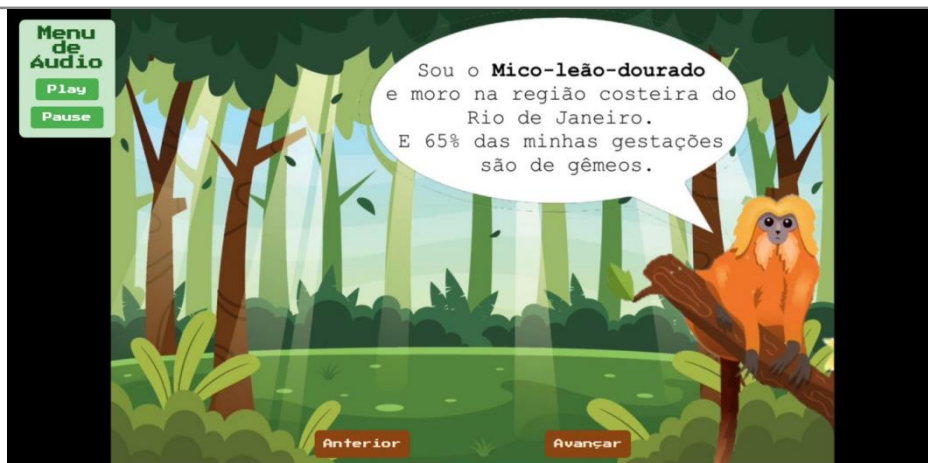 Menu
de
Áudio
Play
Pause
Sou o Mico-leão-dourado
e moro na região costeira do
Rio de Janeiro.
E 65% das minhas gestações
são de gêmeos.
Anterior
Avançar